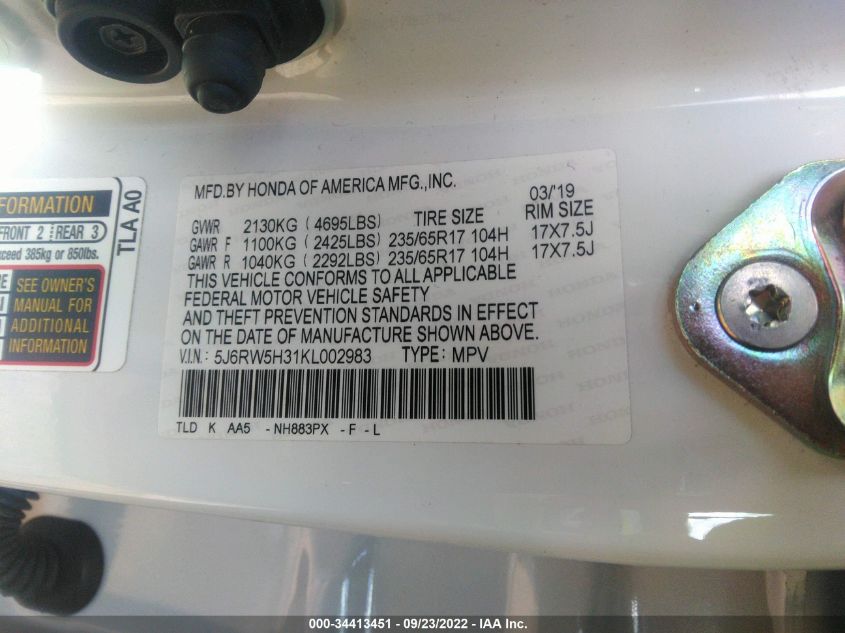 MFD.BY HONDA OF AMERICA MFG.,INC. 03/'19
GVWR 2130KG (4695LBS) TIRE SIZE RIM SIZE
GAWR F 1100KG (2425LBS) 235/65R17 104H 17X7.5J
GAWR R 1040KG (2292LBS) 235/65R17 104H 17X7.5J
THIS VEHICLE CONFORMS TO ALL APPLICABLE
FEDERAL MOTOR VEHICLE SAFETY
AND THEFT PREVENTION STANDARDS IN EFFECT
ON THE DATE OF MANUFACTURE SHOWN ABOVE.
V.I.N.: 5J6RW5H31KL002983 TYPE: MPV
TLD K AA5 -NH883PX -F -L
FORMATION
FRONT 2 REAR 3
xceed 385kg or 850lbs.
TLA A0
SEE OWNER'S
MANUAL FOR
ADDITIONAL
INFORMATION
000-34413451 - 09/23/2022 - IAA Inc.